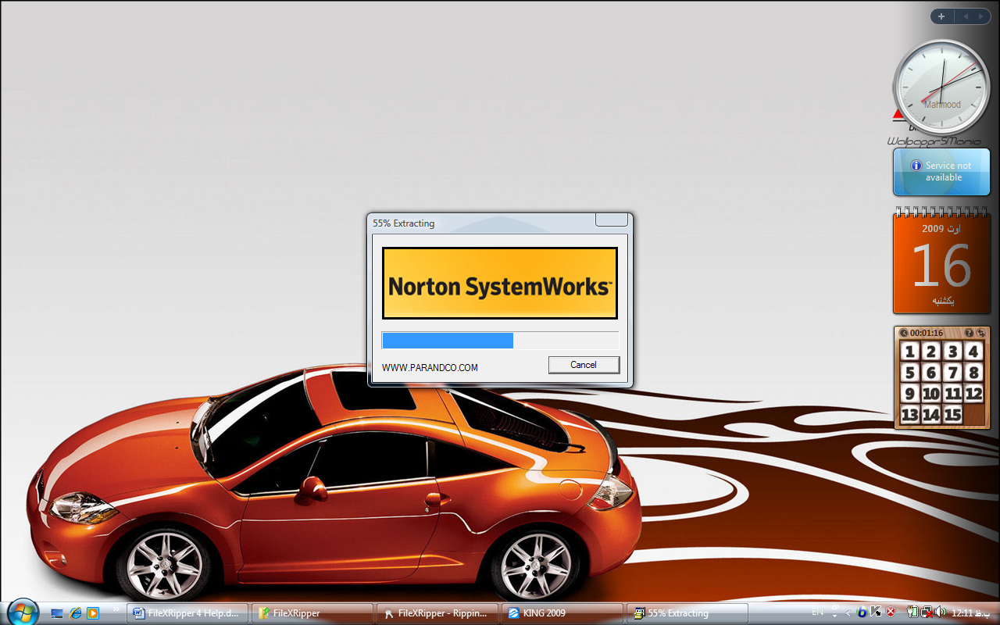 Mahmood
WallpaprSMania
Service not
available
اوت 2009
16
یکشنبه
00:01:16
1 2 3 4
5 6 7 8
9 10 11 12
13 14 15
55% Extracting
Norton SystemWorks™
WWW.PARANDCO.COM
Cancel
FileXRipper 4 Help.d...
FileXRipper
FileXRipper - Rippin...
KING 2009
55% Extracting
EN
12:11 ب.ظ